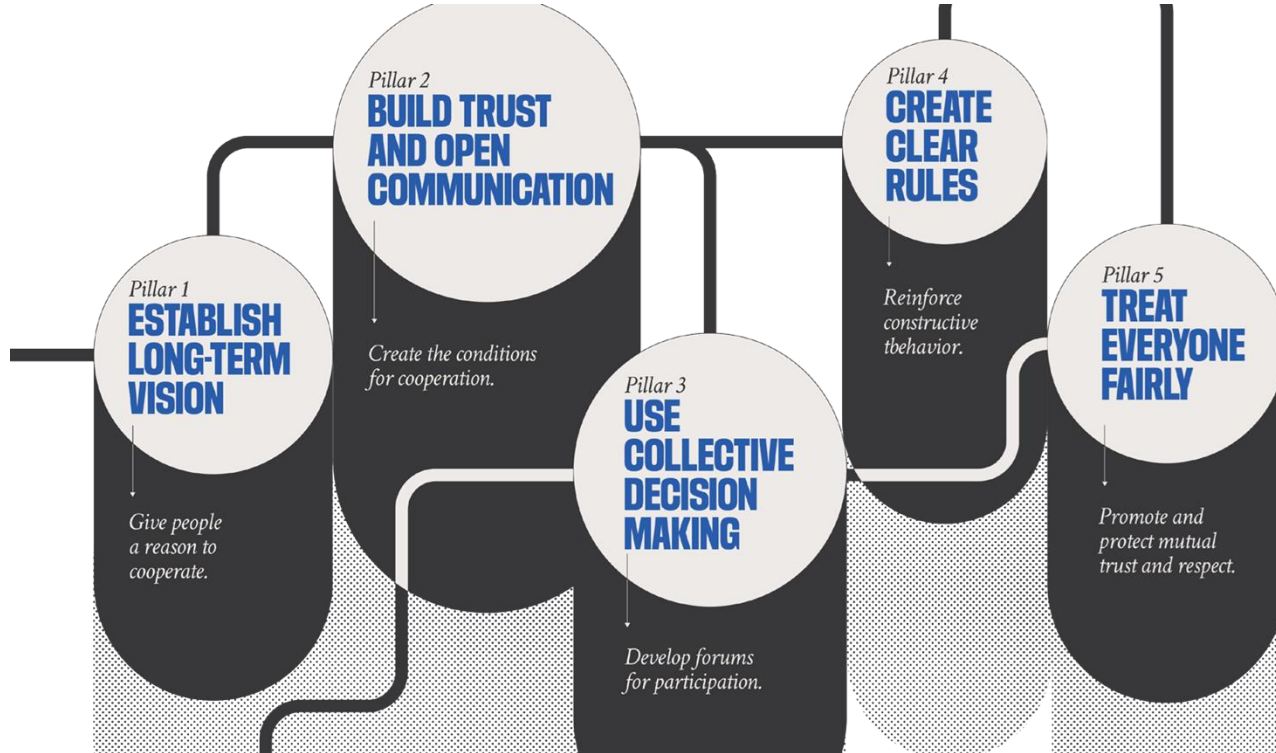 Pillar 1
ESTABLISH
LONG-TERM
VISION
Give people
a reason to
cooperate.
Pillar 2
BUILD TRUST
AND OPEN
COMMUNICATION
Create the conditions
for cooperation.
Pillar 3
USE
COLLECTIVE
DECISION
MAKING
Develop forums
for participation.
Pillar 4
CREATE
CLEAR
RULES
Reinforce
constructive
tbehavior.
Pillar 5
TREAT
EVERYONE
FAIRLY
Promote and
protect mutual
trust and respect.